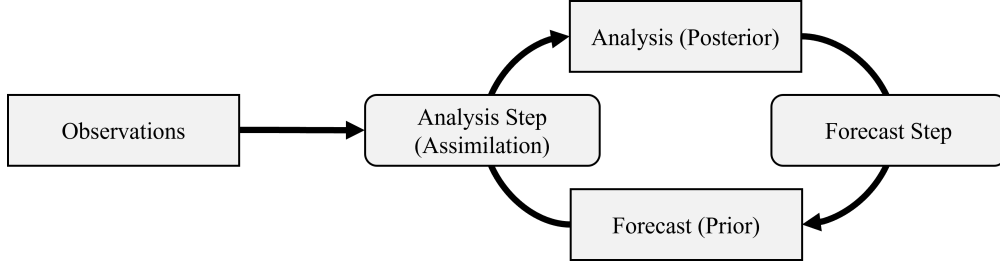 Analysis (Posterior)
Observations
Analysis Step
(Assimilation)
Forecast Step
Forecast (Prior)